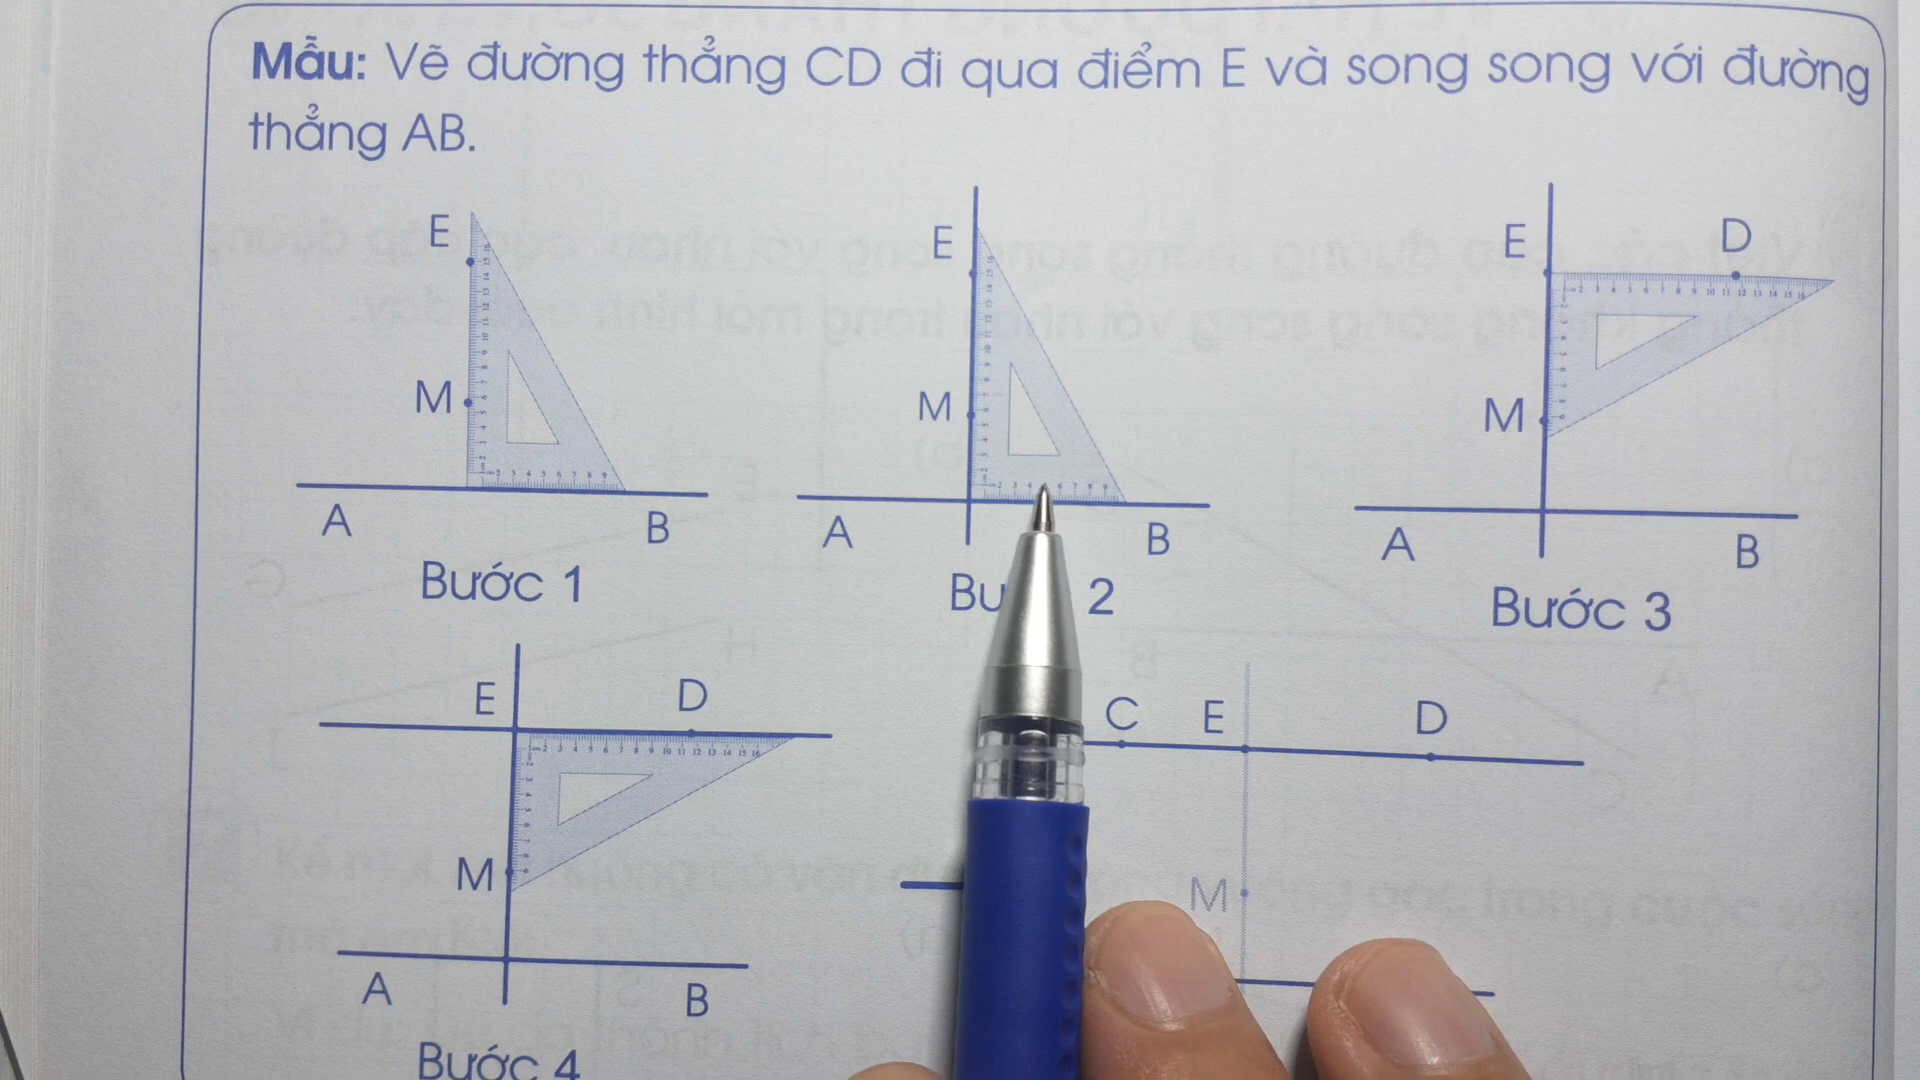 Mẫu: Vẽ đường thẳng CD đi qua điểm E và song song với đường
thẳng AB.
E
M
A
B
Bước 1
E
M
A
B
2
E
D
M
A
B
Bước 3
E
D
M
A
B
Bước 4
C
E
D
M